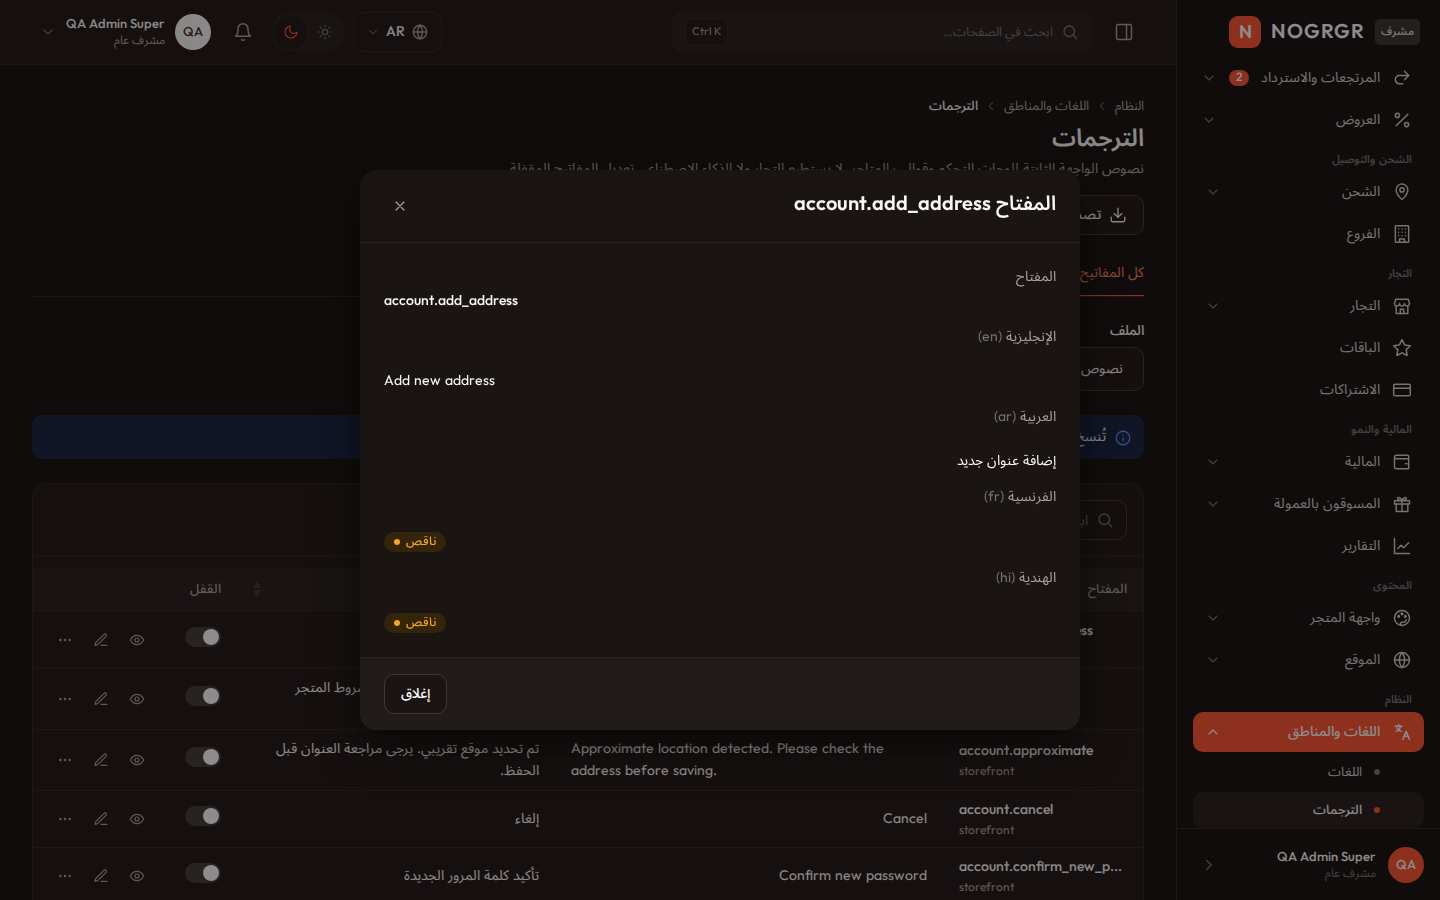 مشرف
NOGRGR
N
المرتجعات والاسترداد
2
العروض
الشحن والتوصيل
الشحن
الفروع
التجار
التجار
الباقات
الاشتراكات
المالية والنمو
المالية
المسوقون بالعمولة
التقارير
المحتوى
واجهة المتجر
الموقع
النظام
اللغات والمناطق
اللغات
الترجمات
QA
QA Admin Super
مشرف عام
ابحث في الصفحات...
Ctrl K
AR
QA
QA Admin Super
مشرف عام
النظام
اللغات والمناطق
الترجمات
الترجمات
كل المفاتيح
الملف
نصوص
المفتاح account.add_address
المفتاح
account.add_address
الإنجليزية (en)
Add new address
العربية (ar)
إضافة عنوان جديد
الفرنسية (fr)
ناقص
الهندية (hi)
ناقص
إغلاق
المفتاح
القفل
المتجر
account.approximate
storefront
Approximate location detected. Please check the
address before saving.
تم تحديد موقع تقريبي. يرجى مراجعة العنوان قبل
الحفظ.
account.cancel
storefront
Cancel
إلغاء
account.confirm_new_p...
storefront
Confirm new password
تأكيد كلمة المرور الجديدة